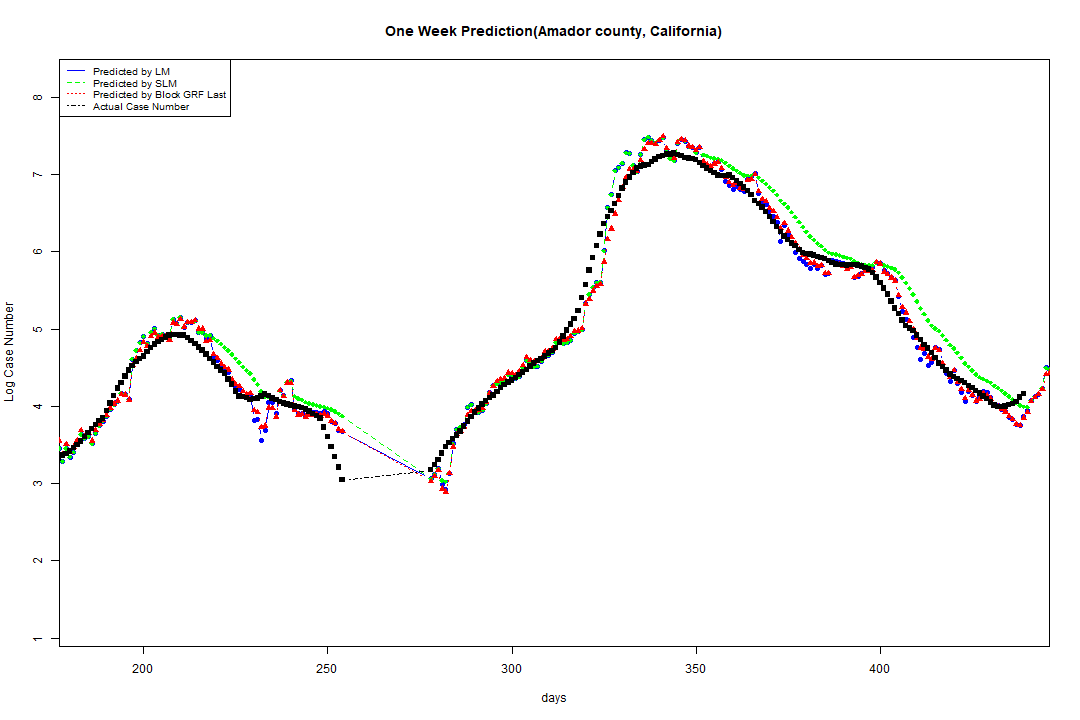 One Week Prediction(Amador county, California)
Predicted by LM
Predicted by SLM
Predicted by Block GRF Last
Actual Case Number
8
7
6
5
4
3
2
1
Log Case Number
200 250 300 350 400
days